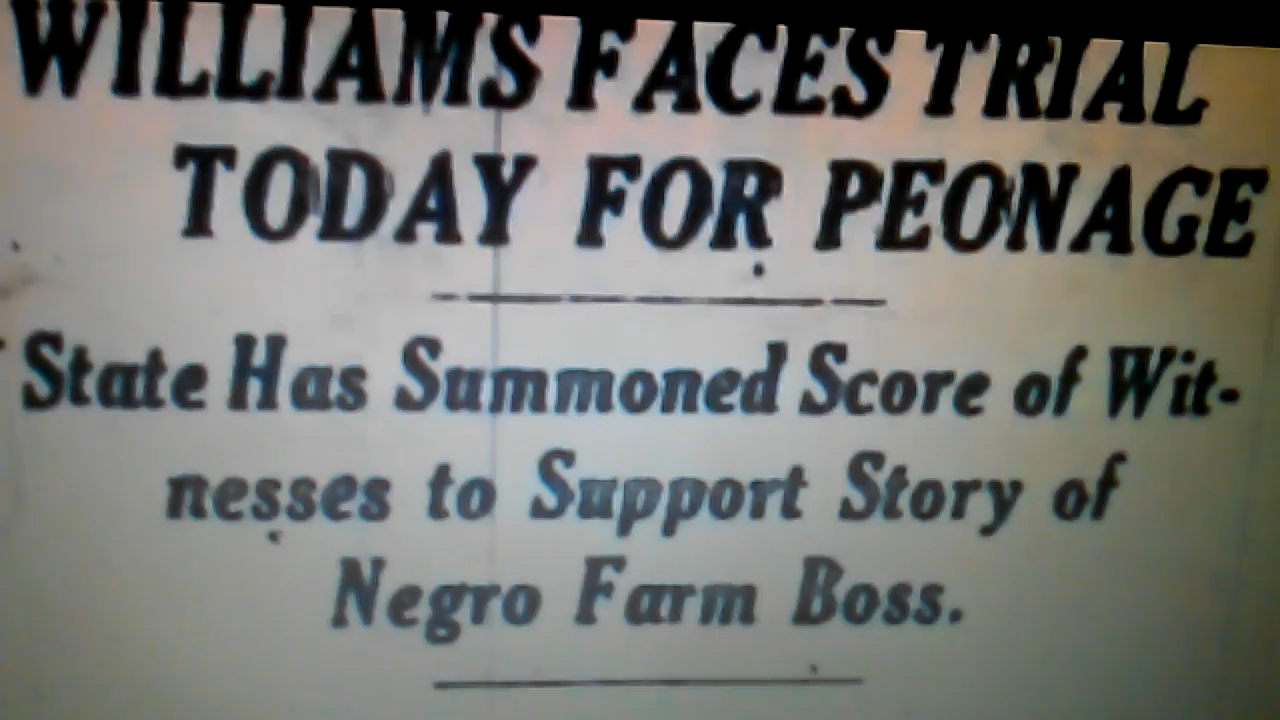 WILLIAMS FACES TRIAL
TODAY FOR PEONAGE
State Has Summoned Score of Wit-
nesses to Support Story of
Negro Farm Boss.